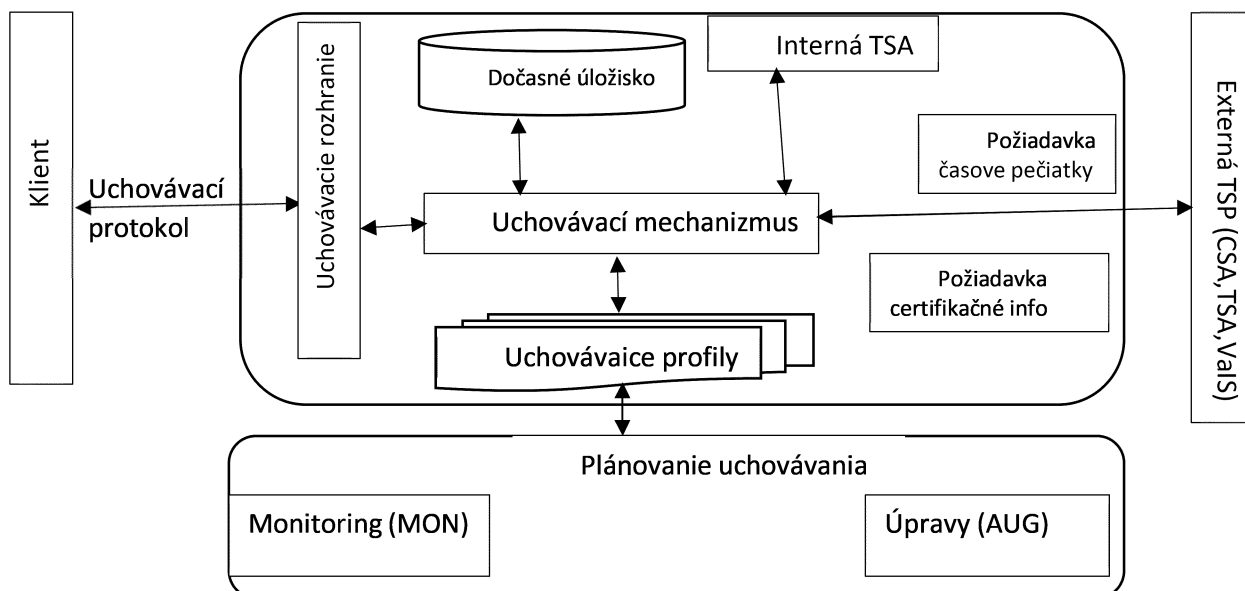 Klient
Uchovávací
protokol
Uchovávacie rozhranie
Dočasné úložisko
Interná TSA
Požiadavka
časove pečiatky
Uchovávací mechanizmus
Požiadavka
certifikačné info
Uchovávaice profily
Externá TSP (CSA,TSA,ValS)
Plánovanie uchovávania
Monitoring (MON)
Úpravy (AUG)